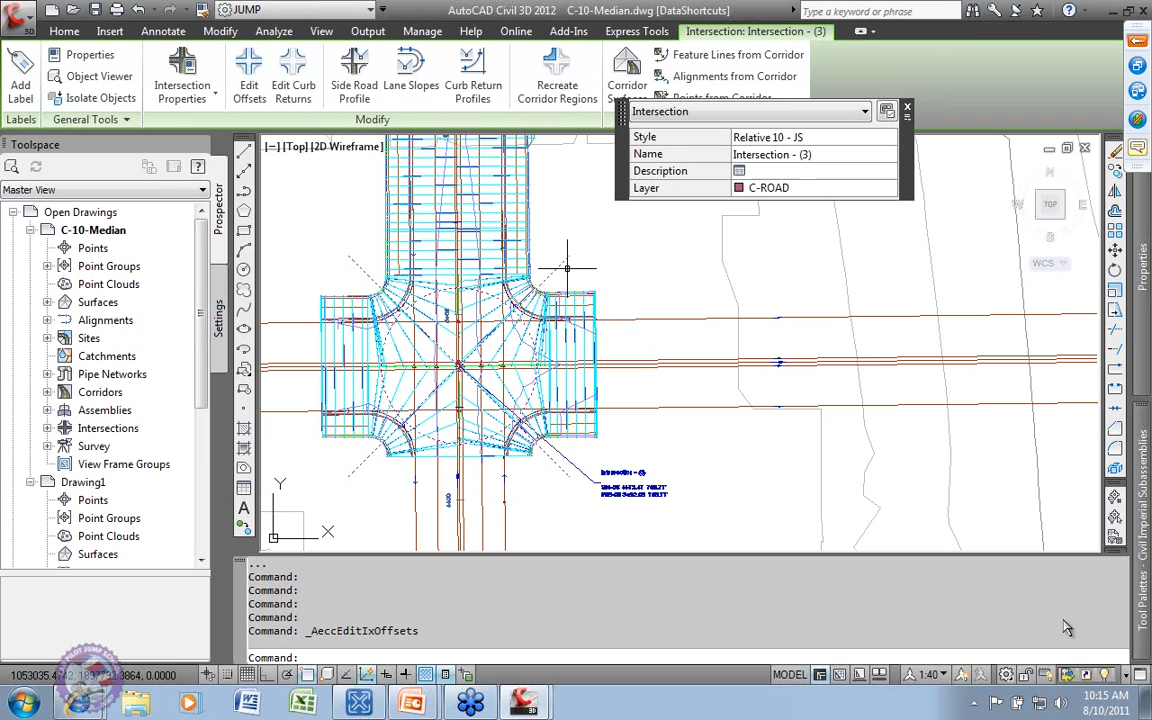 JUMP
AutoCAD Civil 3D 2012    C-10-Median.dwg [DataShortcuts]
Type a keyword or phrase
Home Insert Annotate Modify Analyze View Output Manage Help Online Add-Ins Express Tools Intersection: Intersection - (3)
Add Label
Properties
Object Viewer
Isolate Objects
Intersection Properties
Edit Offsets
Edit Curb Returns
Side Road Profile
Lane Slopes
Curb Return Profiles
Recreate Corridor Regions
Corridor
Feature Lines from Corridor
Alignments from Corridor
Labels
General Tools
Modify
Intersection
Style Relative 10 - JS
Name Intersection - (3)
Description
Layer C-ROAD
Toolspace
Master View
Open Drawings
C-10-Median
Points
Point Groups
Point Clouds
Surfaces
Alignments
Sites
Catchments
Pipe Networks
Corridors
Assemblies
Intersections
Survey
View Frame Groups
Drawing1
Points
Point Groups
Point Clouds
Surfaces
Prospector
Settings
[−] [Top] [2D Wireframe]
N
W TOP E
S
WCS
Y
X
Properties
Tool Palettes - Civil Imperial Subassemblies
...
Command:
Command:
Command:
Command:
Command: _AeccEditIxOffsets
Command:
MODEL
1:40
10:15 AM
8/10/2011